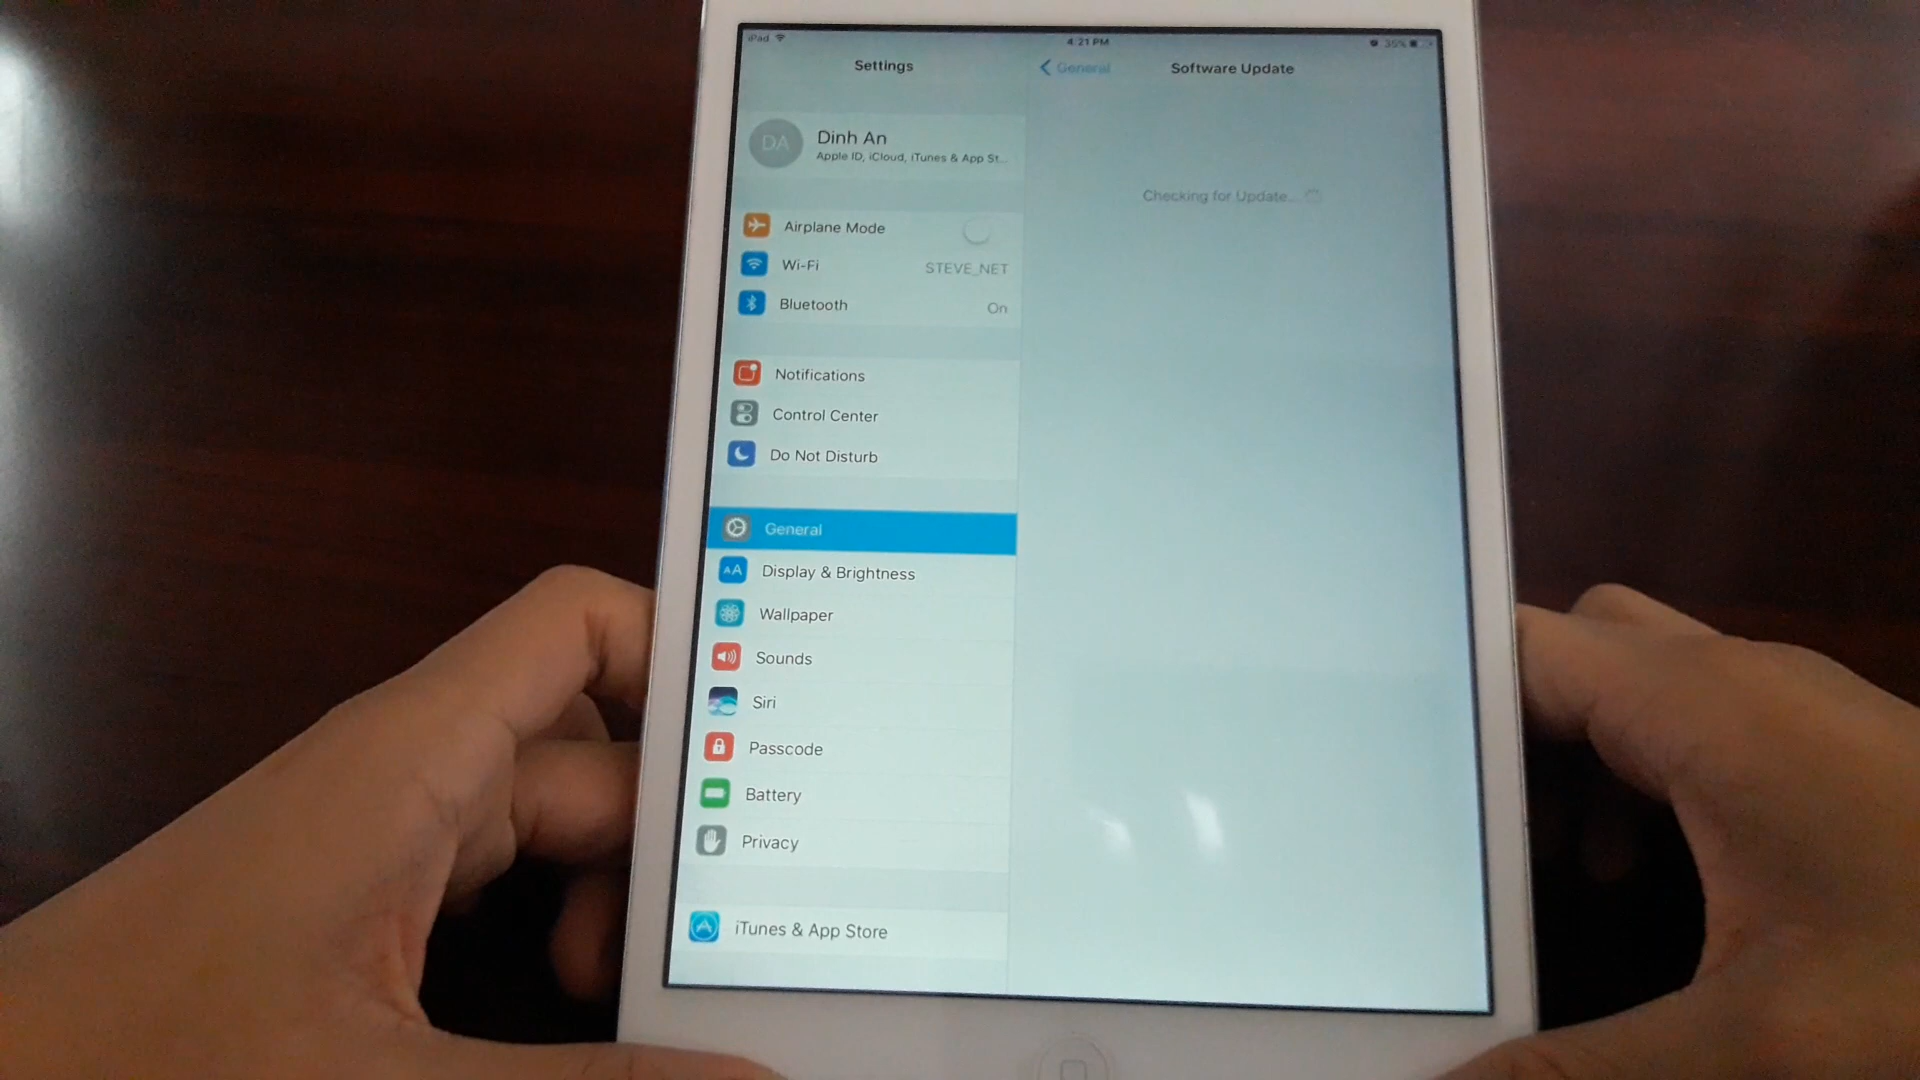 iPad
4:21 PM
35%
Settings
General
Software Update
DA
Dinh An
Apple ID, iCloud, iTunes & App St...
Checking for Update...
Airplane Mode
Wi-Fi
STEVE_NET
Bluetooth
On
Notifications
Control Center
Do Not Disturb
General
AA
Display & Brightness
Wallpaper
Sounds
Siri
Passcode
Battery
Privacy
iTunes & App Store